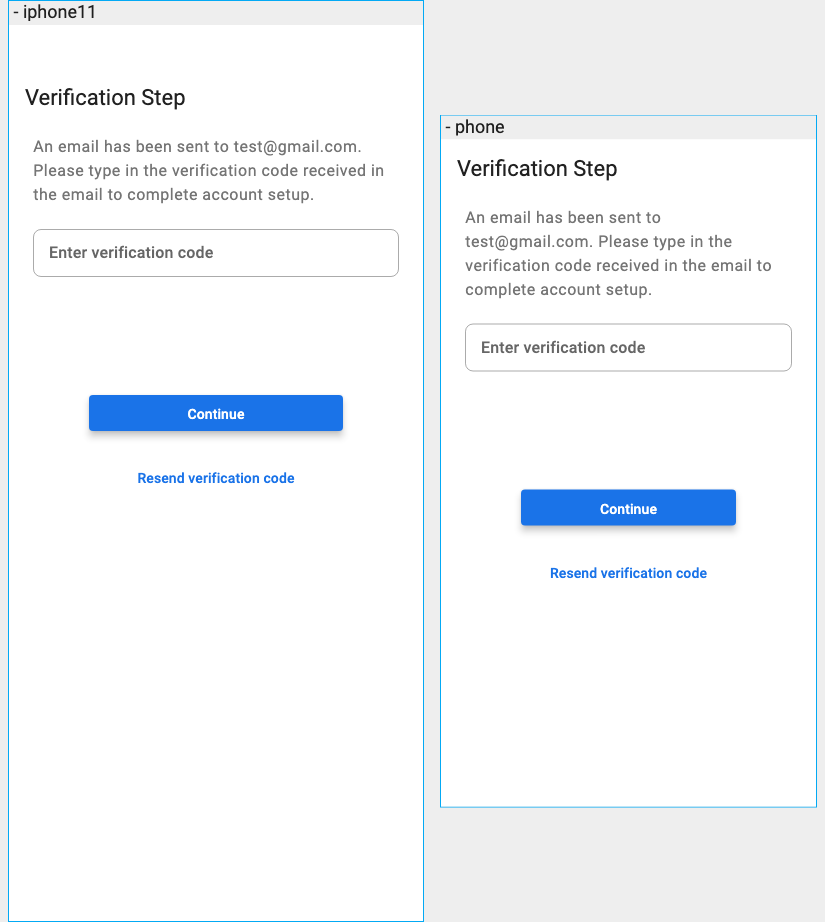 - iphone11
Verification Step
An email has been sent to test@gmail.com.
Please type in the verification code received in
the email to complete account setup.
Enter verification code
Continue
Resend verification code
- phone
Verification Step
An email has been sent to
test@gmail.com. Please type in the
verification code received in the email to
complete account setup.
Enter verification code
Continue
Resend verification code